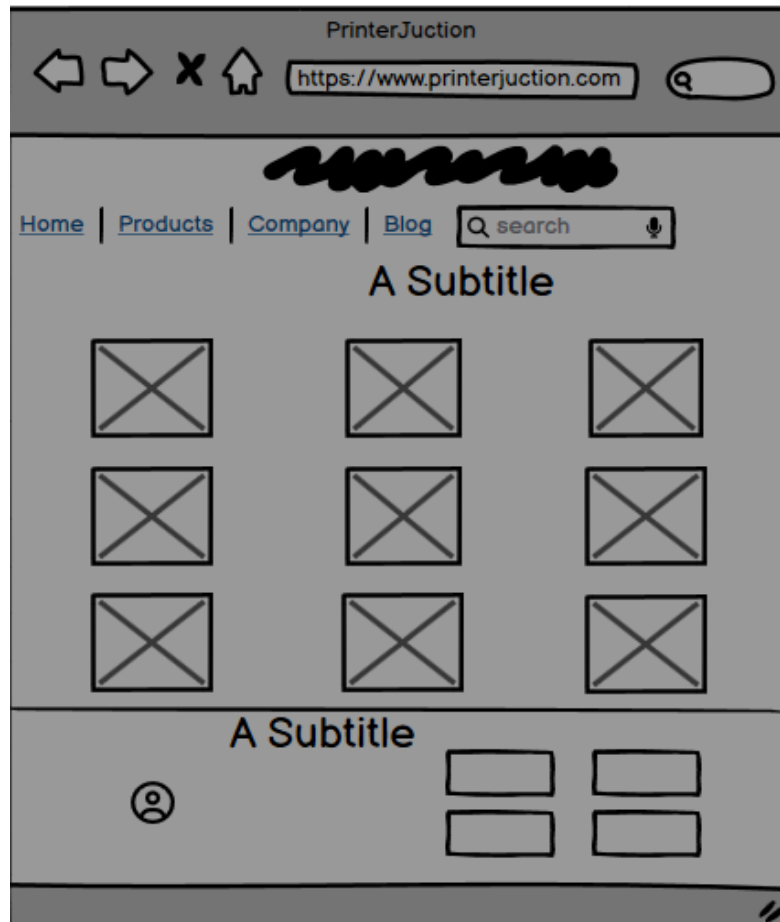 PrinterJuction
https://www.printerjuction.com
Home Products Company Blog search
A Subtitle
A Subtitle